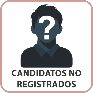 ?
CANDIDATOS NO
REGISTRADOS